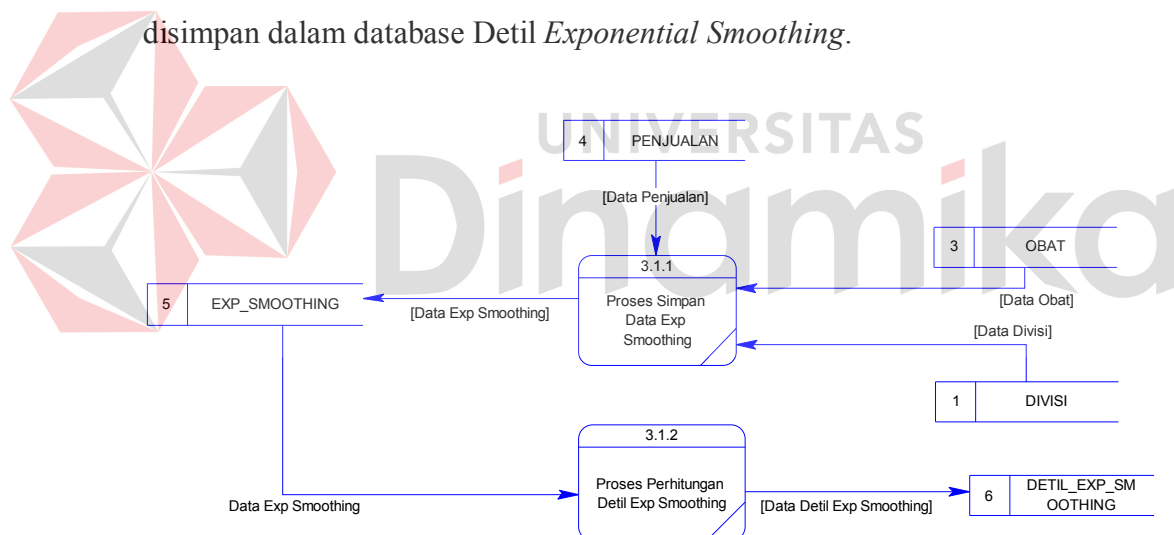 disimpan dalam database Detil Exponential Smoothing.
UNIVERSITAS
Dinamika
4 PENJUALAN
[Data Penjualan]
3 OBAT
3.1.1
Proses Simpan
Data Exp
Smoothing
[Data Obat]
5 EXP_SMOOTHING
[Data Exp Smoothing]
[Data Divisi]
1 DIVISI
3.1.2
Proses Perhitungan
Detil Exp Smoothing
Data Exp Smoothing
[Data Detil Exp Smoothing]
6 DETIL_EXP_SM
OOTHING